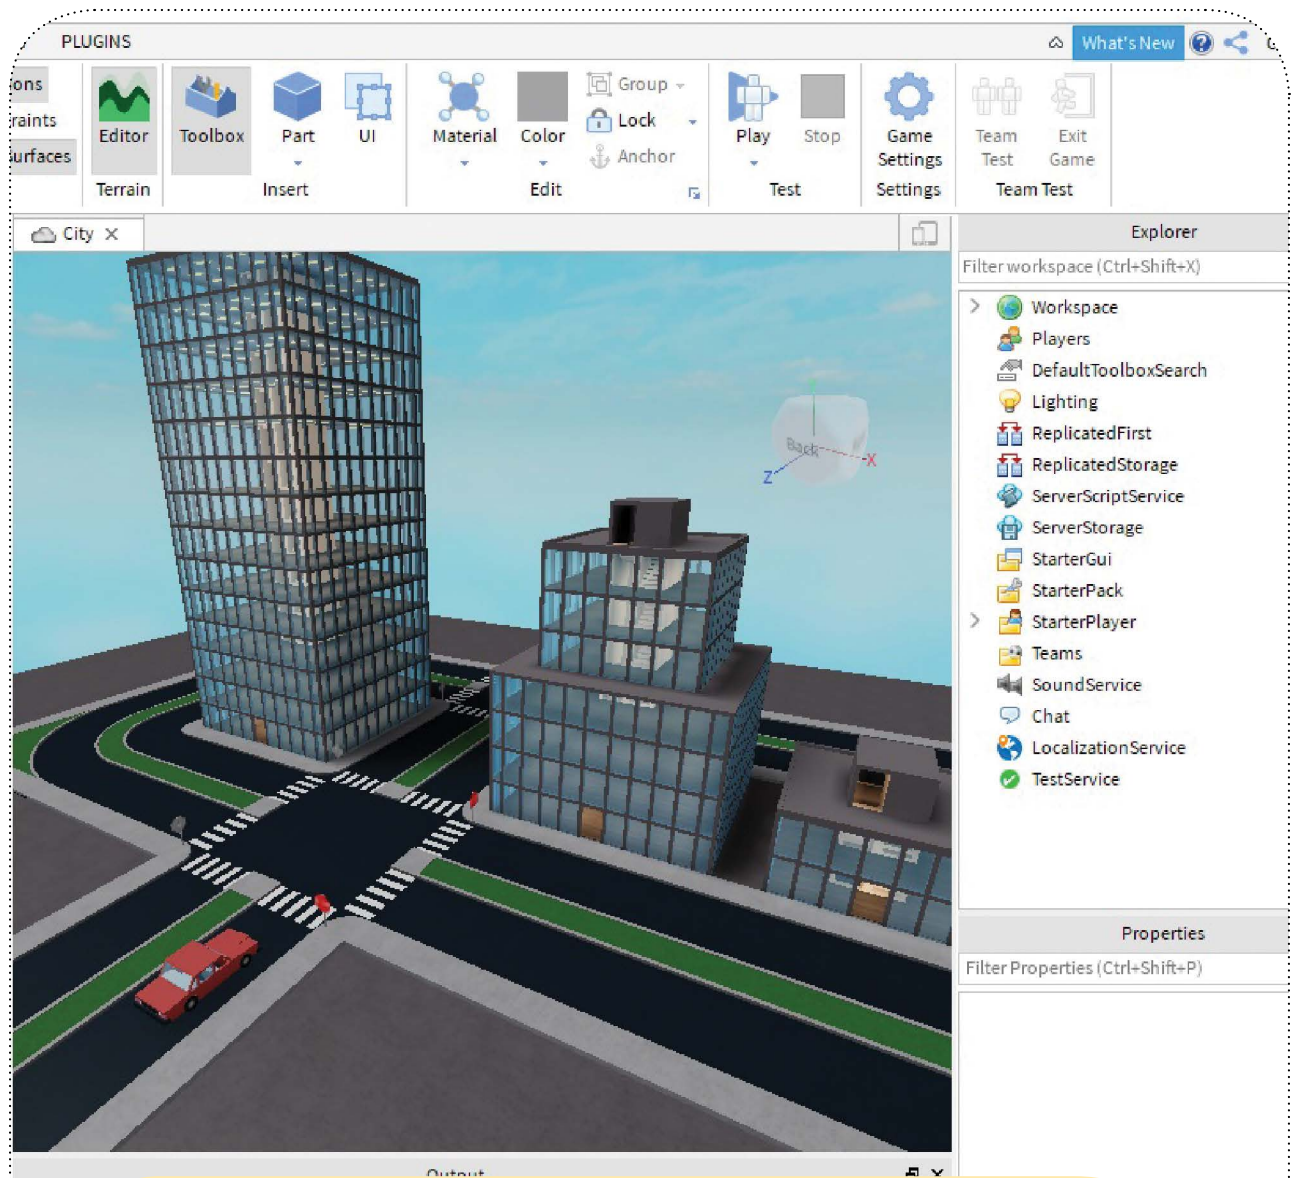 PLUGINS
What's New
Editor
Toolbox
Part
UI
Material
Color
Group
Lock
Anchor
Play
Stop
Game
Settings
Team
Test
Exit
Game
Terrain
Insert
Edit
Test
Settings
Team Test
ons
raints
urfaces
City
Explorer
Filter workspace (Ctrl+Shift+X)
Workspace
Players
DefaultToolboxSearch
Lighting
ReplicatedFirst
ReplicatedStorage
ServerScriptService
ServerStorage
StarterGui
StarterPack
StarterPlayer
Teams
SoundService
Chat
LocalizationService
TestService
Back
X
Z
Properties
Filter Properties (Ctrl+Shift+P)
Output